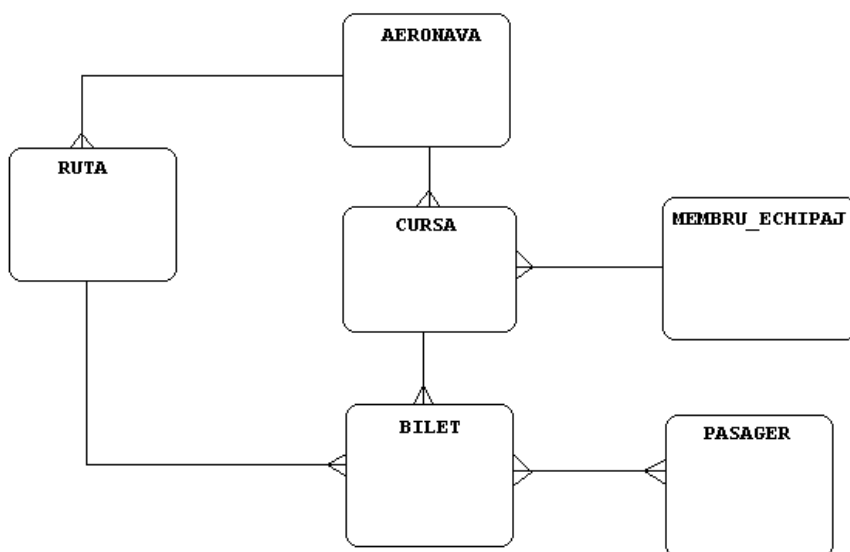 AERONAVA
RUTA
CURSA
MEMBRU_ECHIPAJ
BILET
PASAGER